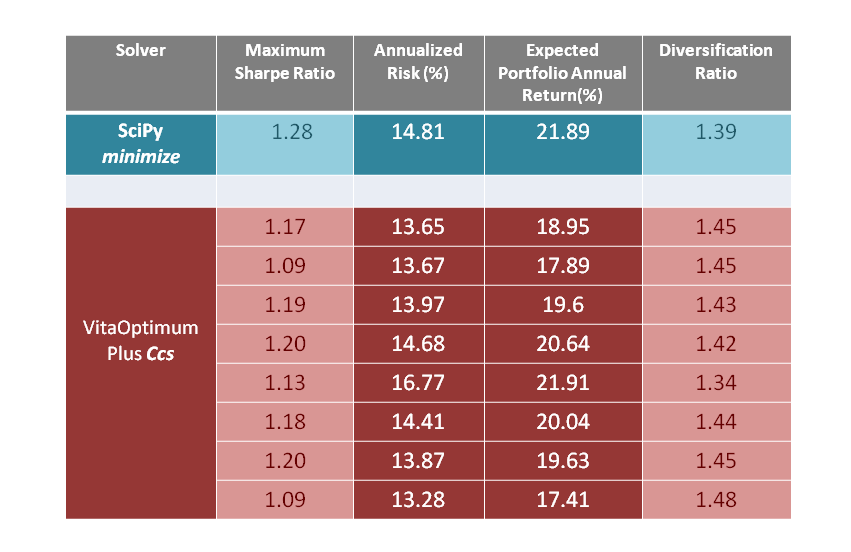 Solver Maximum Annualized Expected Diversification
Sharpe Ratio Risk (%) Portfolio Annual Ratio
Return(%)
SciPy 1.28 14.81 21.89 1.39
minimize
1.17 13.65 18.95 1.45
1.09 13.67 17.89 1.45
1.19 13.97 19.6 1.43
VitaOptimum
Plus Ccs
1.20 14.68 20.64 1.42
1.13 16.77 21.91 1.34
1.18 14.41 20.04 1.44
1.20 13.87 19.63 1.45
1.09 13.28 17.41 1.48